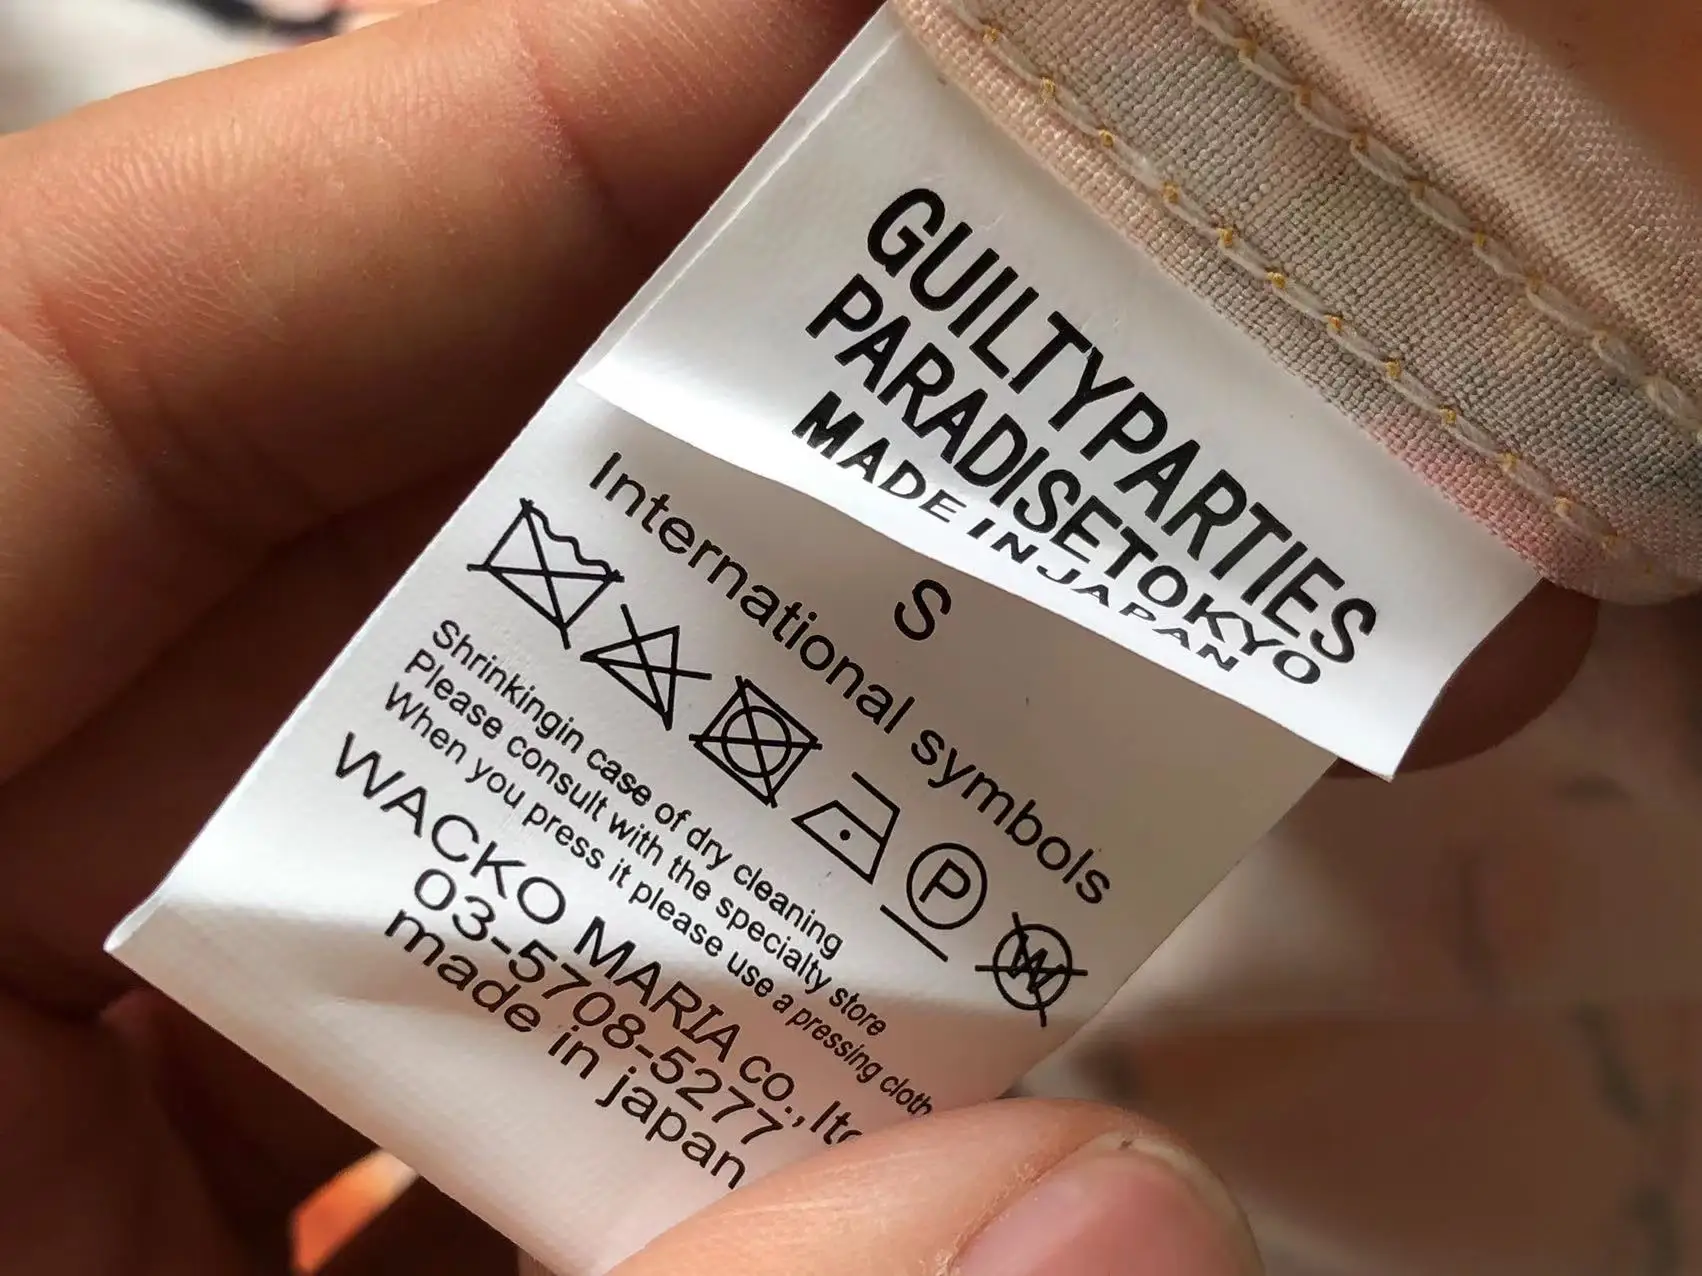 GUILTYPARTIES
PARADISETOKYO
MADE IN JAPAN
S
International symbols
P
W
Shrinkingin case of dry cleaning
Please consult with the specialty store
When you press it please use a pressing cloth
WACKO MARIA co.,ltd
03-5708-5277
made in japan